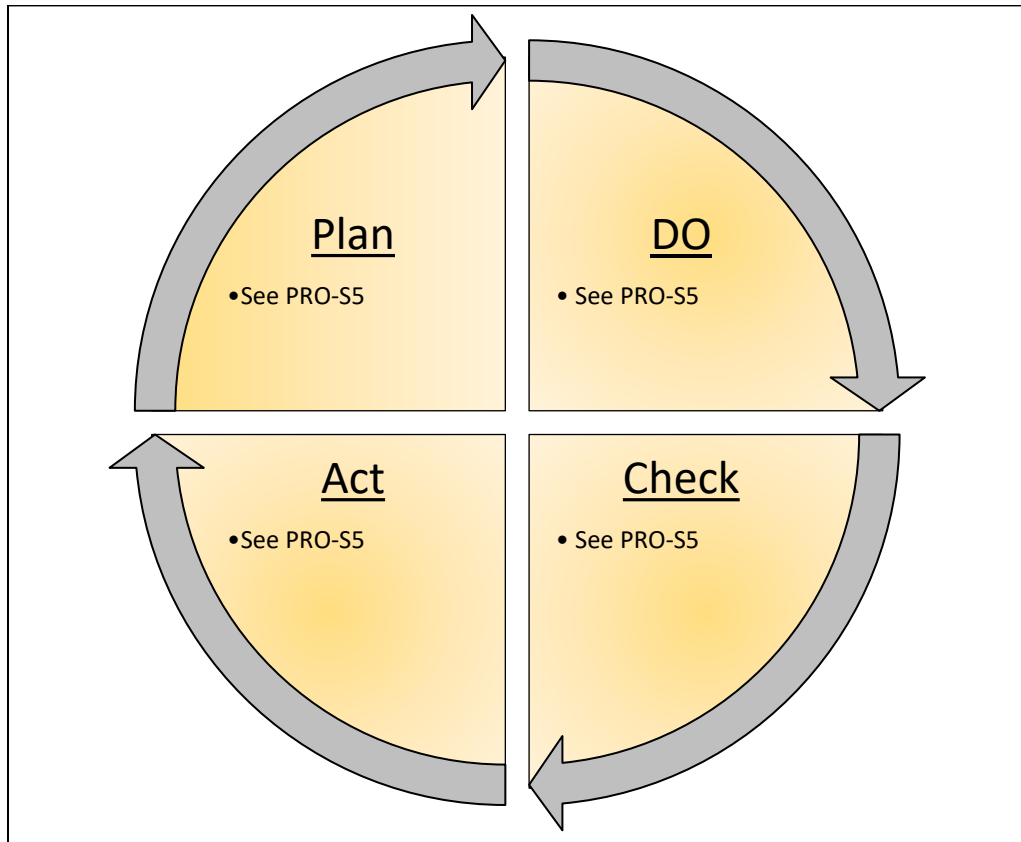 Plan
•See PRO-S5
DO
• See PRO-S5
Act
•See PRO-S5
Check
• See PRO-S5